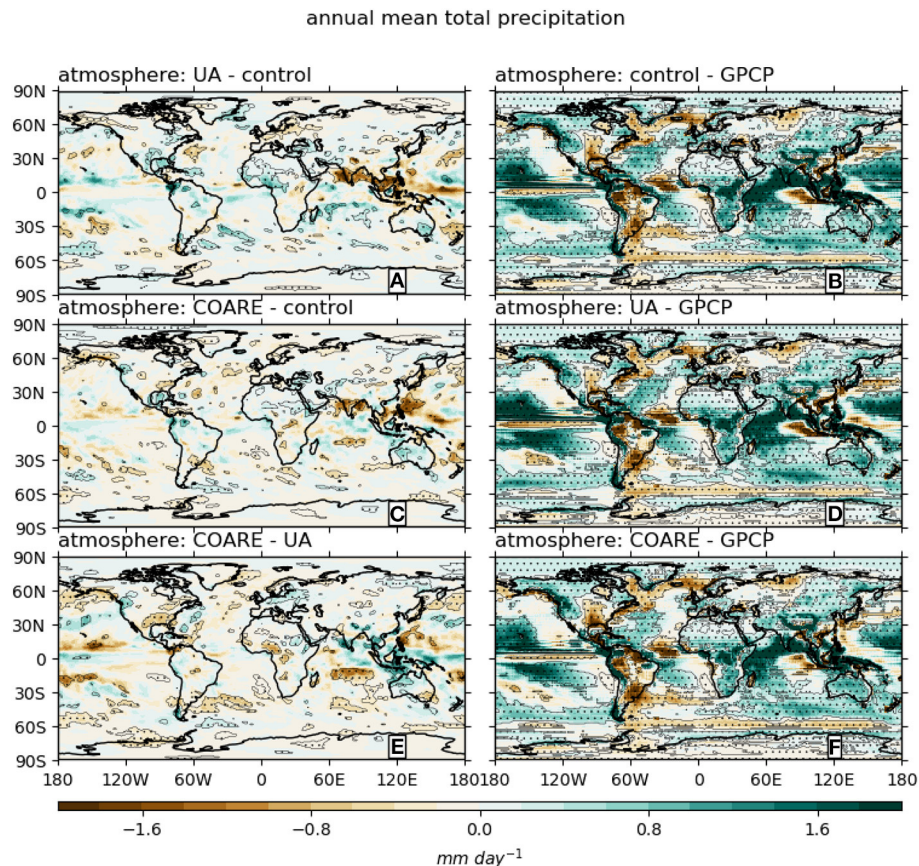 annual mean total precipitation
atmosphere: UA - control
atmosphere: control - GPCP
90N
60N
30N
0
30S
60S
90S
A
B
atmosphere: COARE - control
atmosphere: UA - GPCP
90N
60N
30N
0
30S
60S
90S
C
D
atmosphere: COARE - UA
atmosphere: COARE - GPCP
90N
60N
30N
0
30S
60S
90S
E
F
180 120W 60W 0 60E 120E 180
180 120W 60W 0 60E 120E 180
−1.6 −0.8 0.0 0.8 1.6
mm day⁻¹